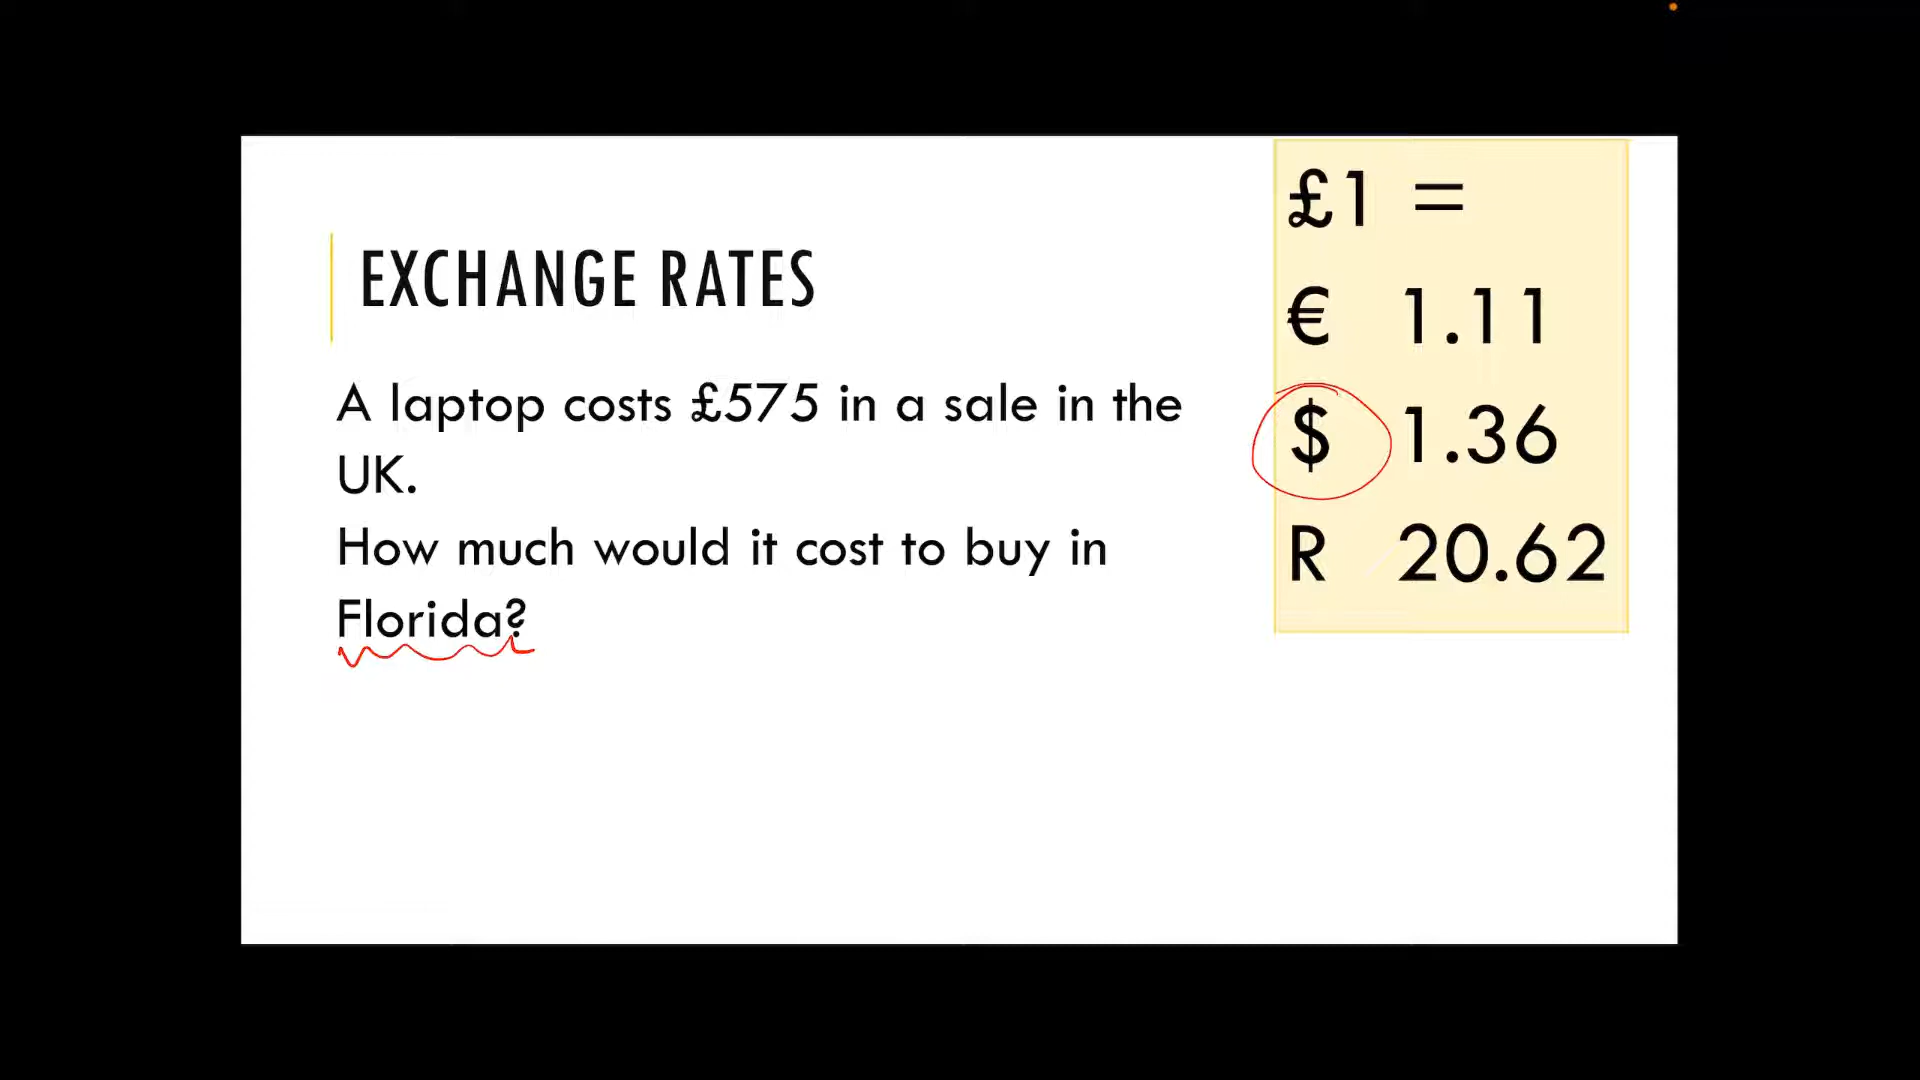 EXCHANGE RATES
A laptop costs £575 in a sale in the
UK.
How much would it cost to buy in
Florida?
£1 =
€ 1.11
$ 1.36
R 20.62